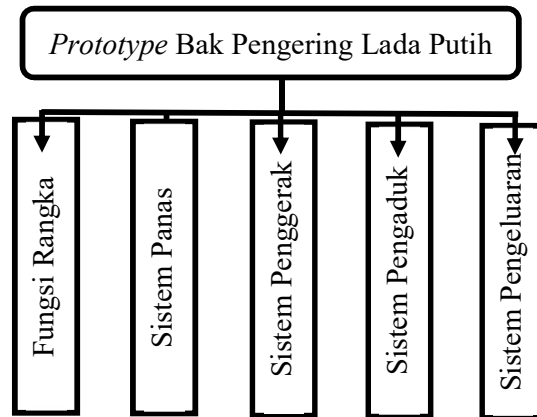 Prototype Bak Pengering Lada Putih
Fungsi Rangka
Sistem Panas
Sistem Penggerak
Sistem Pengaduk
Sistem Pengeluaran